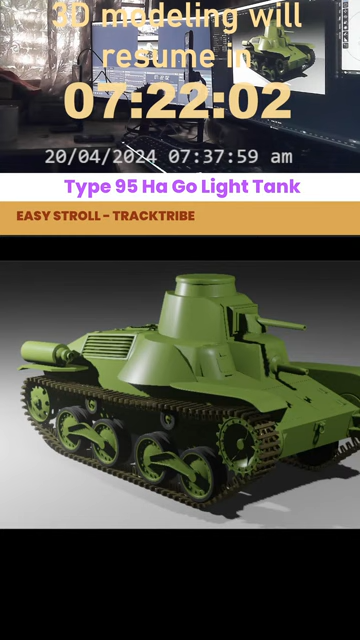 3D modeling will
resume in
07:22:02
20/04/2024 07:37:59 am
Type 95 Ha Go Light Tank
EASY STROLL - TRACKTRIBE